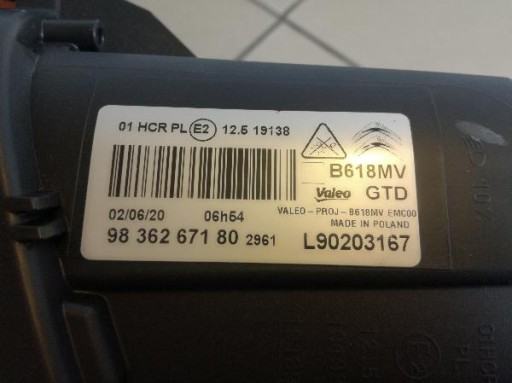 01 HCR PL E2 12.5 19138
B618MV
Valeo GTD
02/06/20 06h54
VALEO-PROJ-B618MV EMC00
MADE IN POLAND
98 362 671 80 2961
L90203167